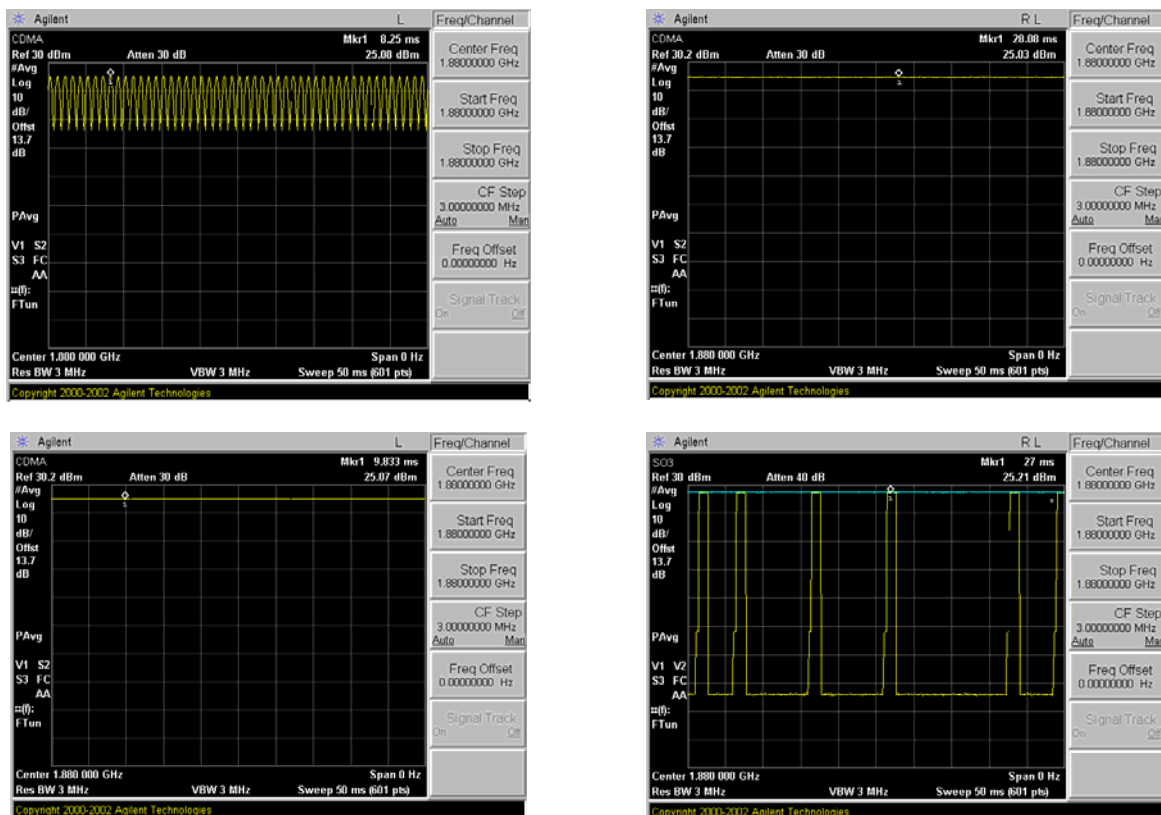 Agilent L Freq/Channel
CDMA Mkr1 8.25 ms
Ref 30 dBm Atten 30 dB 25.08 dBm
#Avg
Log
10
dB/
Offst
13.7
dB
PAvg
V1 S2
S3 FC
AA
¤(f):
FTun
1
Center 1.880 000 GHz Span 0 Hz
Res BW 3 MHz VBW 3 MHz Sweep 50 ms (601 pts)
Copyright 2000-2002 Agilent Technologies
Center Freq
1.88000000 GHz
Start Freq
1.88000000 GHz
Stop Freq
1.88000000 GHz
CF Step
3.00000000 MHz
Auto Man
Freq Offset
0.00000000 Hz
Signal Track
On Off
Agilent R L Freq/Channel
CDMA Mkr1 28.08 ms
Ref 30.2 dBm Atten 30 dB 25.03 dBm
#Avg
Log
10
dB/
Offst
13.7
dB
PAvg
V1 S2
S3 FC
AA
¤(f):
FTun
1
Center 1.880 000 GHz Span 0 Hz
Res BW 3 MHz VBW 3 MHz Sweep 50 ms (601 pts)
Copyright 2000-2002 Agilent Technologies
Center Freq
1.88000000 GHz
Start Freq
1.88000000 GHz
Stop Freq
1.88000000 GHz
CF Step
3.00000000 MHz
Auto
Freq Offset
0.00000000 Hz
Signal Track
On
Agilent L Freq/Channel
CDMA Mkr1 9.833 ms
Ref 30.2 dBm Atten 30 dB 25.07 dBm
#Avg
Log
10
dB/
Offst
13.7
dB
PAvg
V1 S2
S3 FC
AA
¤(f):
FTun
1
Center 1.880 000 GHz Span 0 Hz
Res BW 3 MHz VBW 3 MHz Sweep 50 ms (601 pts)
Copyright 2000-2002 Agilent Technologies
Center Freq
1.88000000 GHz
Start Freq
1.88000000 GHz
Stop Freq
1.88000000 GHz
CF Step
3.00000000 MHz
Auto Man
Freq Offset
0.00000000 Hz
Signal Track
On Off
Agilent R L Freq/Channel
SO3 Mkr1 27 ms
Ref 30 dBm Atten 40 dB 25.21 dBm
#Avg
Log
10
dB/
Offst
13.7
dB
PAvg
V1 V2
S3 FC
AA
¤(f):
FTun
1
*
Center 1.880 000 GHz Span 0 Hz
Res BW 3 MHz VBW 3 MHz Sweep 50 ms (601 pts)
Copyright 2000-2002 Agilent Technologies
Center Freq
1.88000000 GHz
Start Freq
1.88000000 GHz
Stop Freq
1.88000000 GHz
CF Step
3.00000000 MHz
Auto
Freq Offset
0.00000000 Hz
Signal Track
On